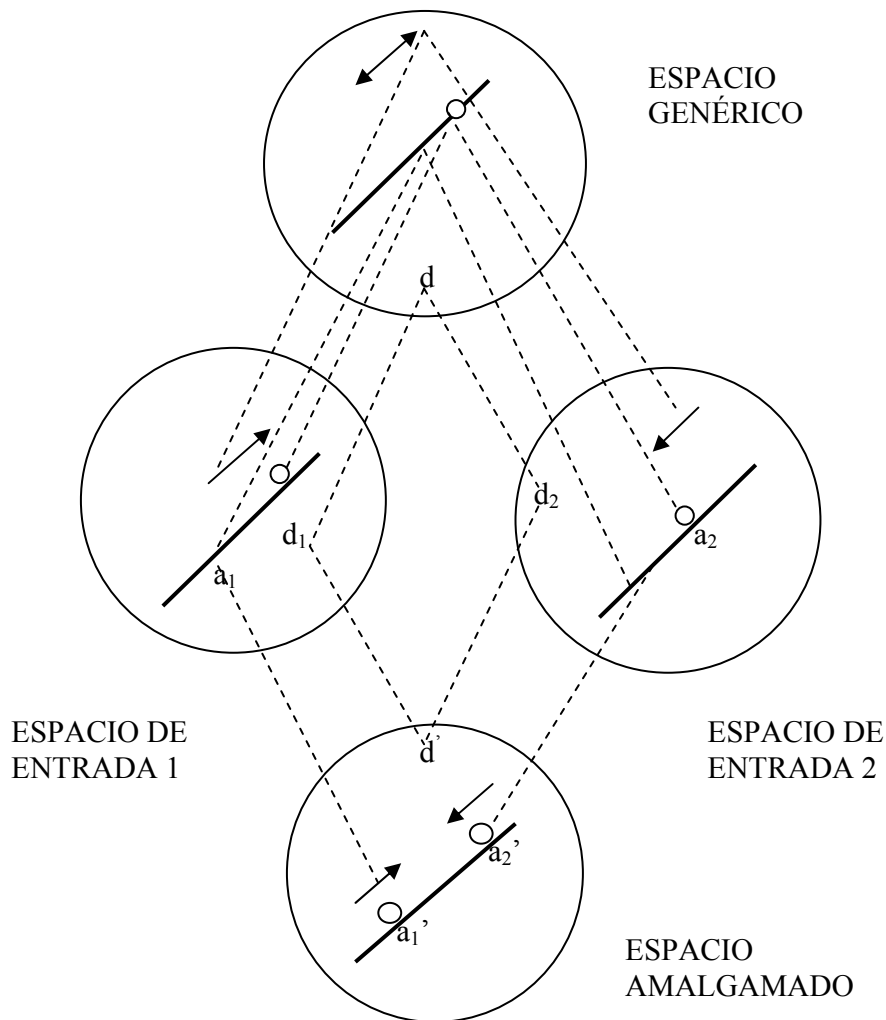 ESPACIO
GENÉRICO
d
d₁
a₁
d₂
a₂
ESPACIO DE
ENTRADA 1
ESPACIO DE
ENTRADA 2
d’
a₂’
a₁’
ESPACIO
AMALGAMADO